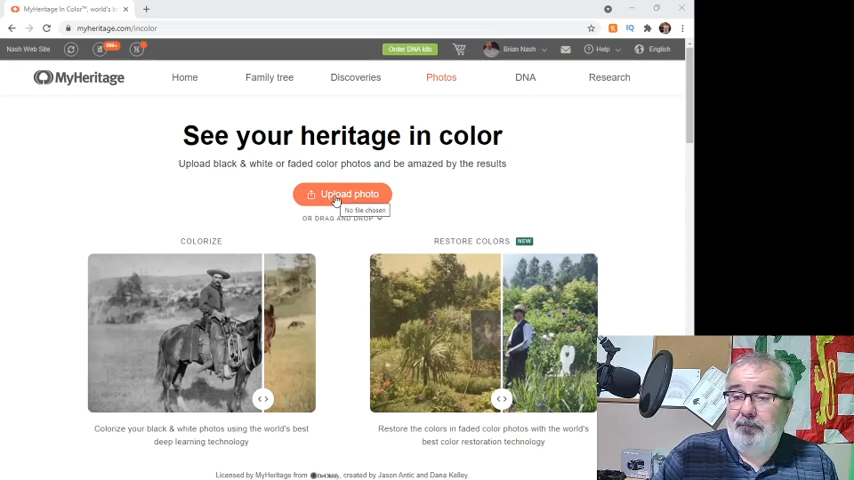 MyHeritage In Color™, world's b
myheritage.com/incolor
Nash Web Site
Order DNA kits
Brian Nash
Help
English
MyHeritage
Home
Family tree
Discoveries
Photos
DNA
Research
See your heritage in color
Upload black & white or faded color photos and be amazed by the results
Upload photo
No file chosen
OR DRAG AND DROP
COLORIZE
RESTORE COLORS NEW
Colorize your black & white photos using the world's best
deep learning technology
Restore the colors in faded color photos with the world's
best color restoration technology
Licensed by MyHeritage from DeOldify, created by Jason Antic and Dana Kelley